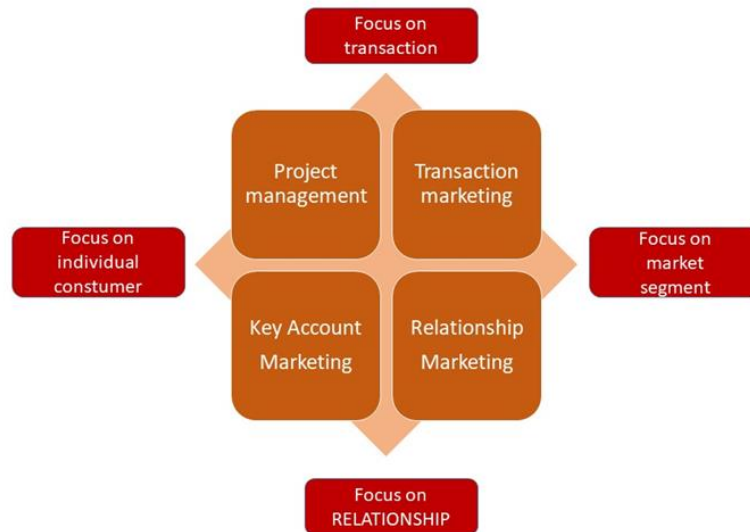 Focus on
transaction
Project
management
Transaction
marketing
Focus on
individual
constumer
Focus on
market
segment
Key Account
Marketing
Relationship
Marketing
Focus on
RELATIONSHIP